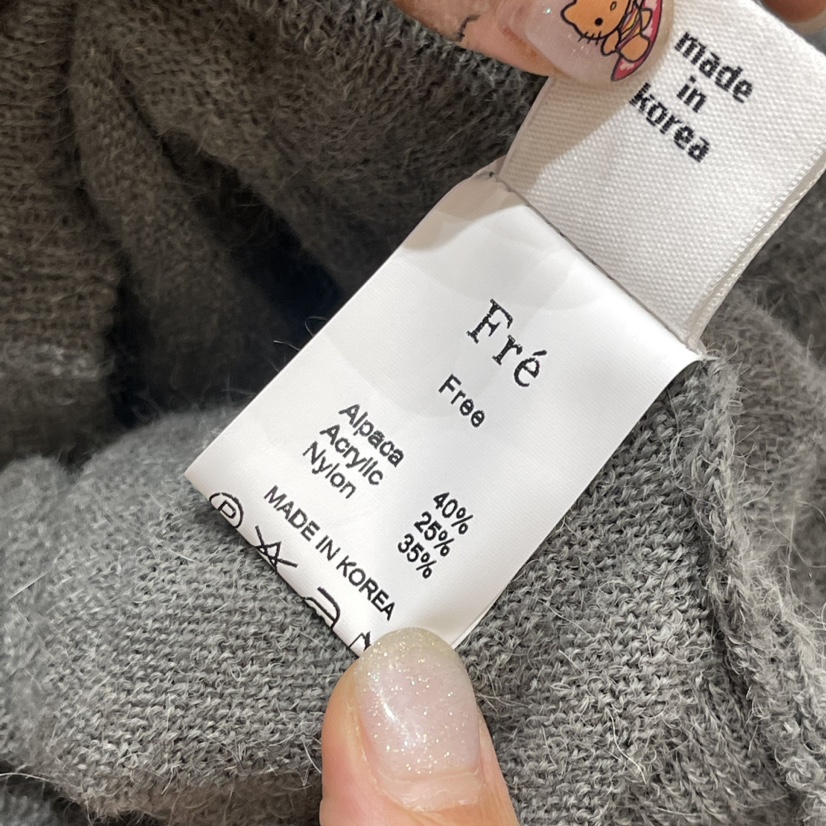 made
in
korea
Fré
Free
Alpaca 40%
Acrylic 25%
Nylon 35%
MADE IN KOREA
P